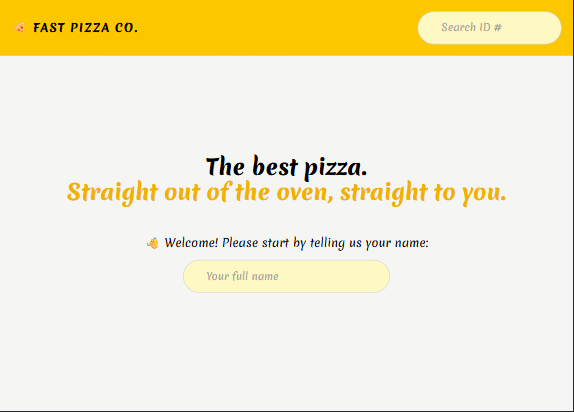 🍕 FAST PIZZA CO.
Search ID #
The best pizza.
Straight out of the oven, straight to you.
👋 Welcome! Please start by telling us your name:
Your full name